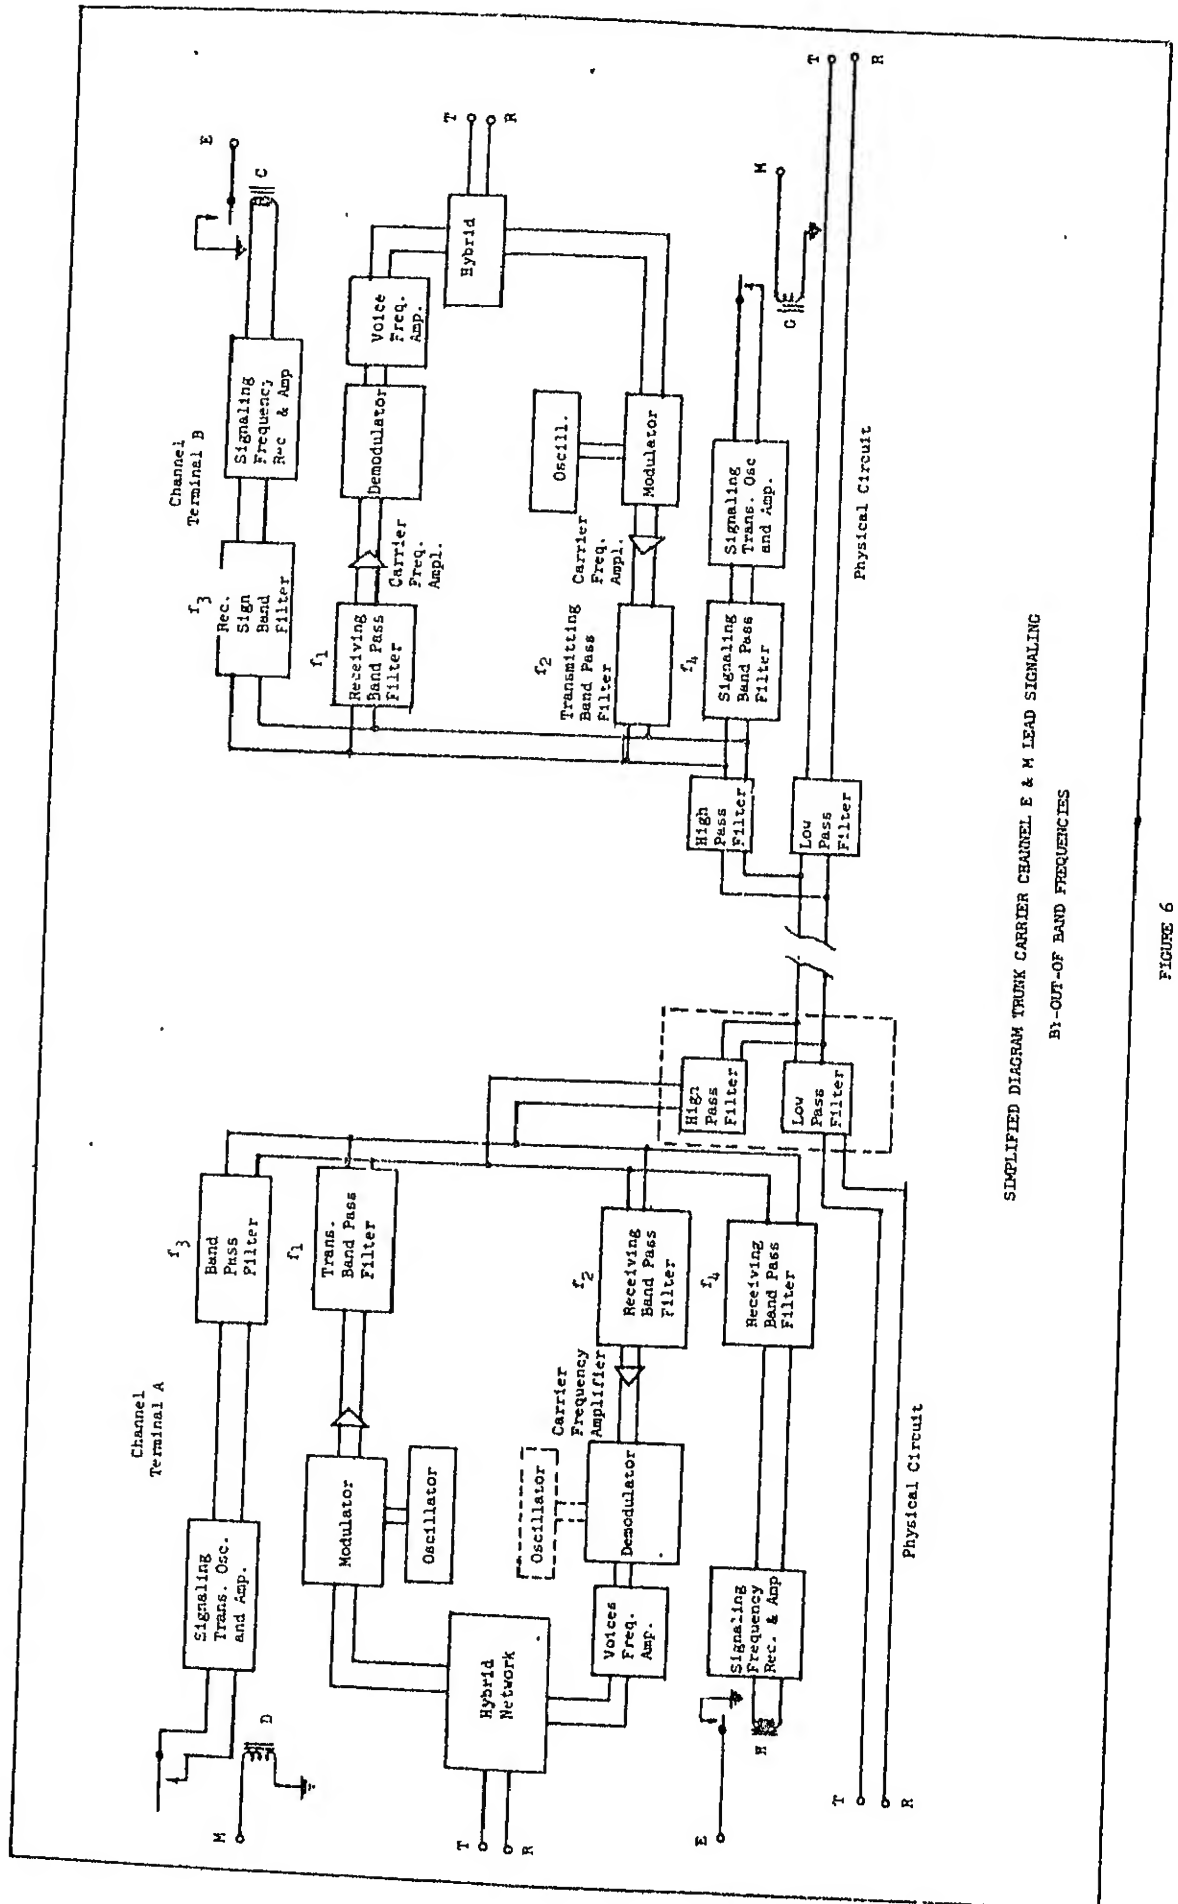 Channel
Terminal A
M
D
Signaling
Trans. Osc.
and Amp.
f3
Band
Pass
Filter
Modulator
Oscillator
f1
Trans.
Band Pass
Filter
T
R
Hybrid
Network
Voices
Freq.
Amp.
Oscillator
Demodulator
Carrier
Frequency
Amplifier
f2
Receiving
Band Pass
Filter
E
H
Signaling
Frequency
Rec. & Amp
f4
Receiving
Band Pass
Filter
T
R
Physical Circuit
High
Pass
Filter
Low
Pass
Filter
Channel
Terminal B
f3
Rec.
Sign
Band
Filter
Signaling
Frequency
Rec & Amp
E
C
f1
Receiving
Band Pass
Filter
Carrier
Freq.
Ampl.
Demodulator
Voice
Freq.
Amp.
Hybrid
T
R
f2
Transmitting
Band Pass
Filter
Carrier
Freq.
Ampl.
Oscill.
Modulator
f4
Signaling
Band Pass
Filter
Signaling
Trans. Osc
and Amp.
G
M
High
Pass
Filter
Low
Pass
Filter
Physical Circuit
T
R
SIMPLIFIED DIAGRAM TRUNK CARRIER CHANNEL E & M LEAD SIGNALING
BY-OUT-OF BAND FREQUENCIES
FIGURE 6